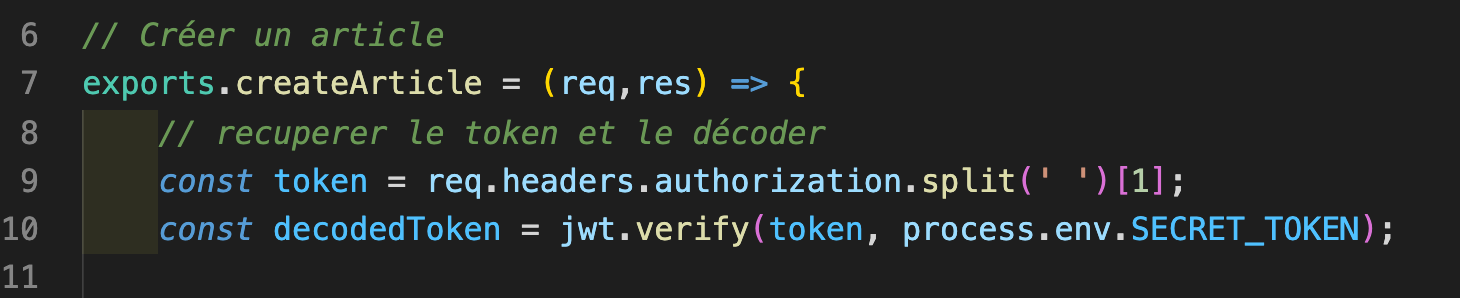 6 // Créer un article
7 exports.createArticle = (req,res) => {
8 // recuperer le token et le décoder
9 const token = req.headers.authorization.split(' ')[1];
10 const decodedToken = jwt.verify(token, process.env.SECRET_TOKEN);
11